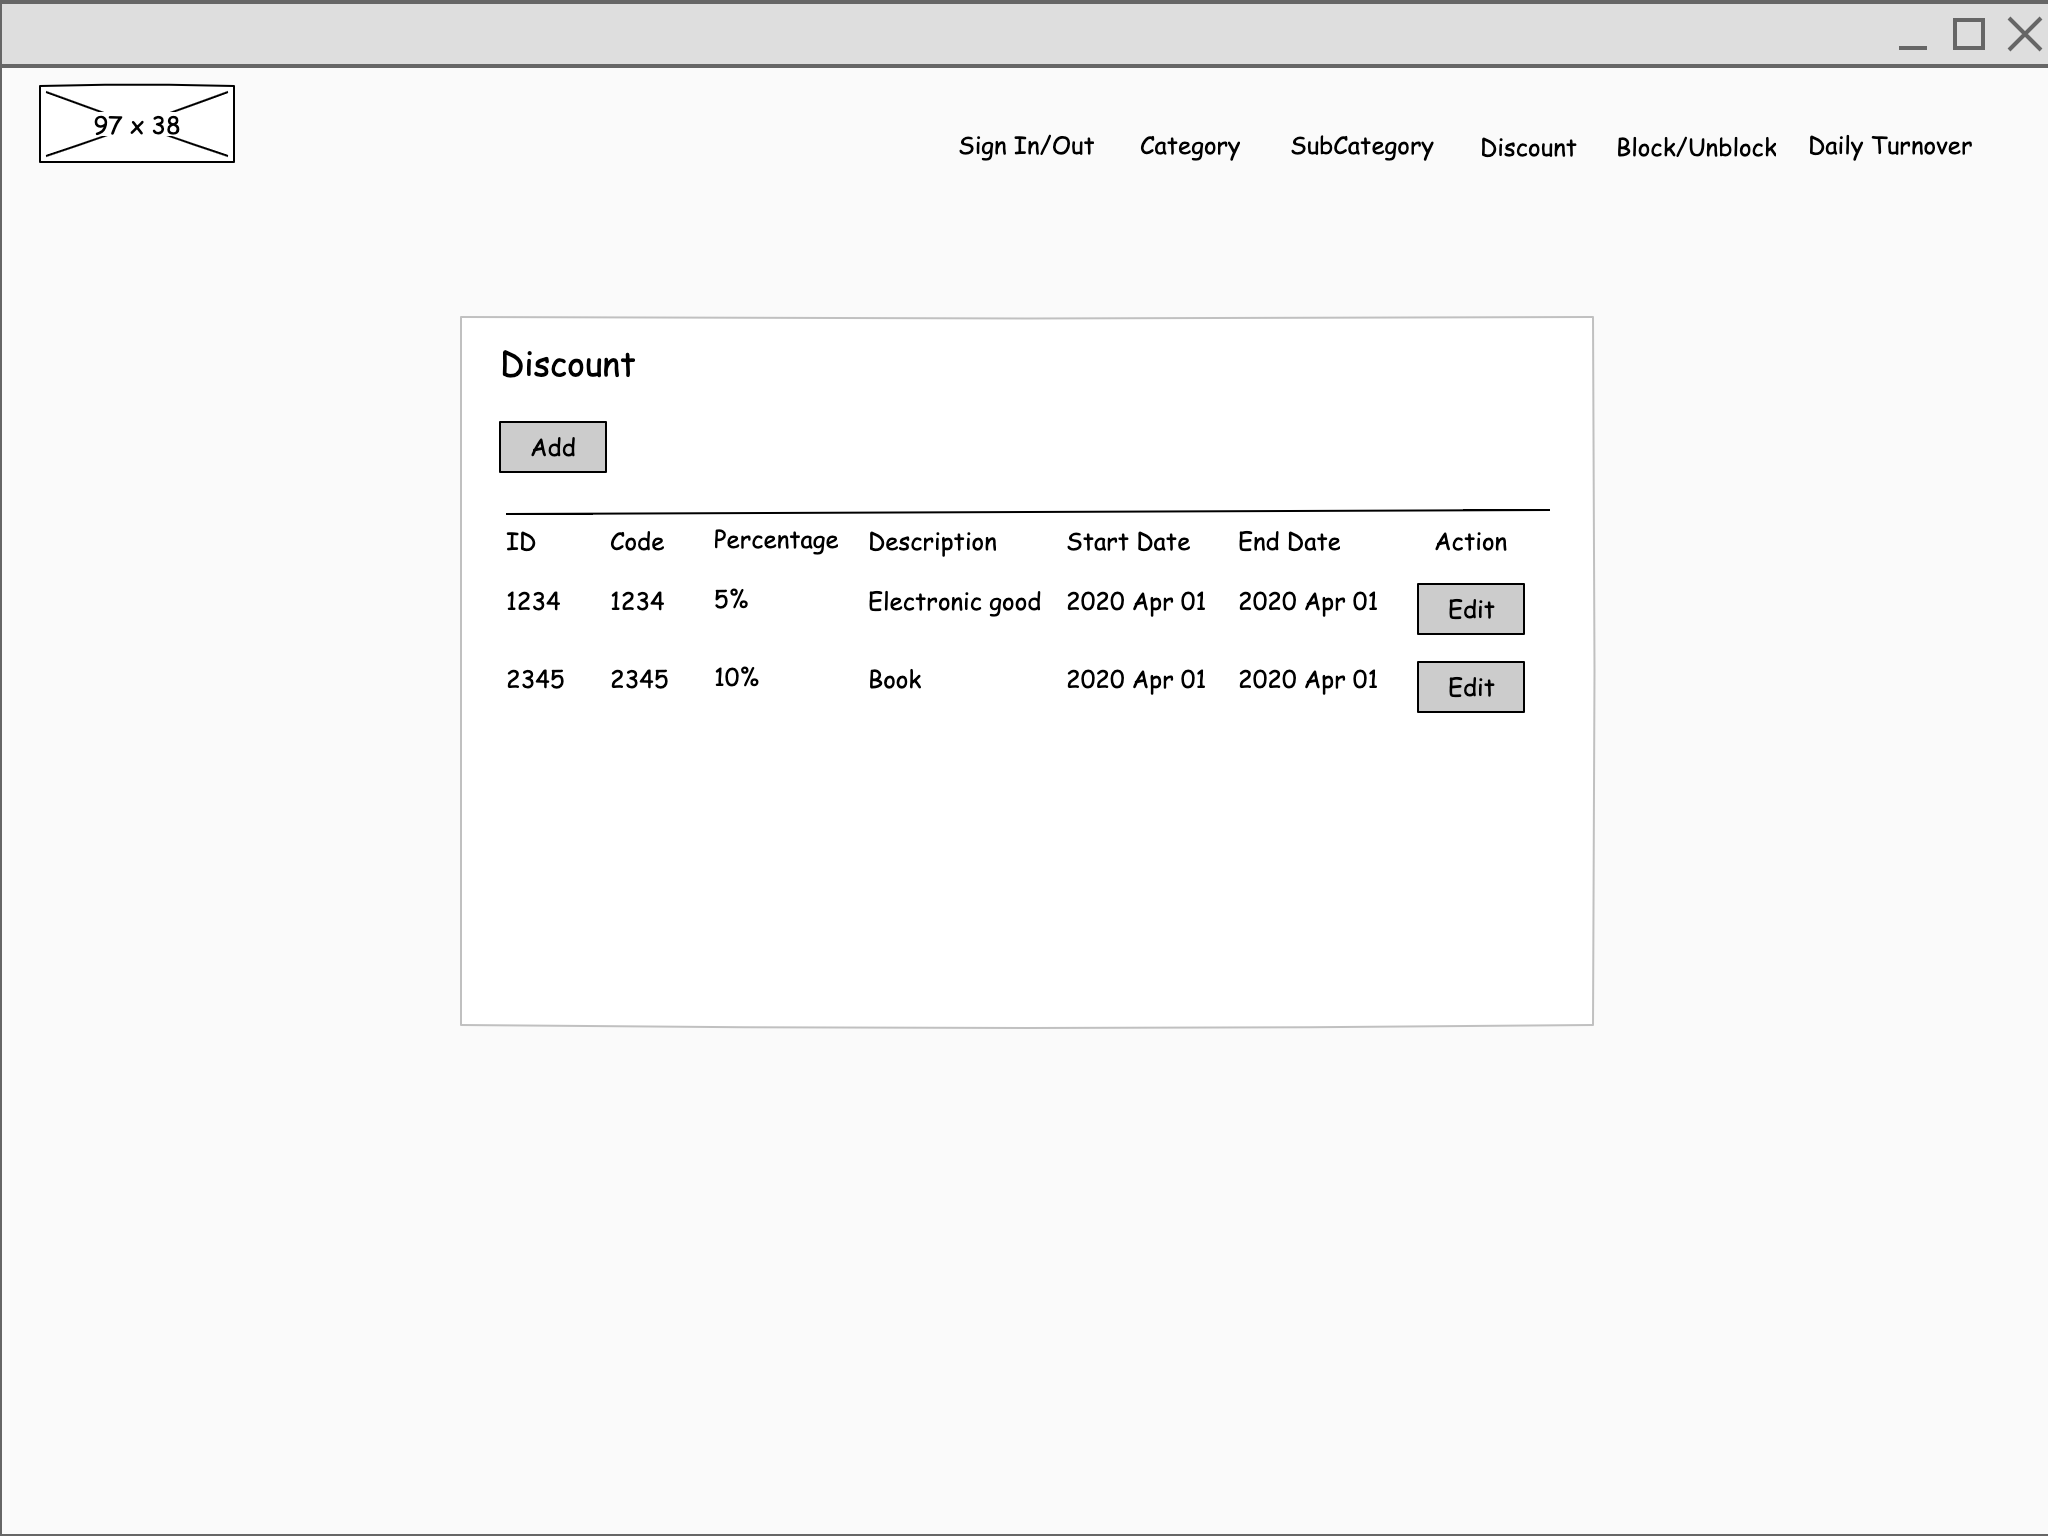 97 x 38
Sign In/Out Category SubCategory Discount Block/Unblock Daily Turnover
Discount
Add
ID Code Percentage Description Start Date End Date Action
1234 1234 5% Electronic good 2020 Apr 01 2020 Apr 01 Edit
2345 2345 10% Book 2020 Apr 01 2020 Apr 01 Edit